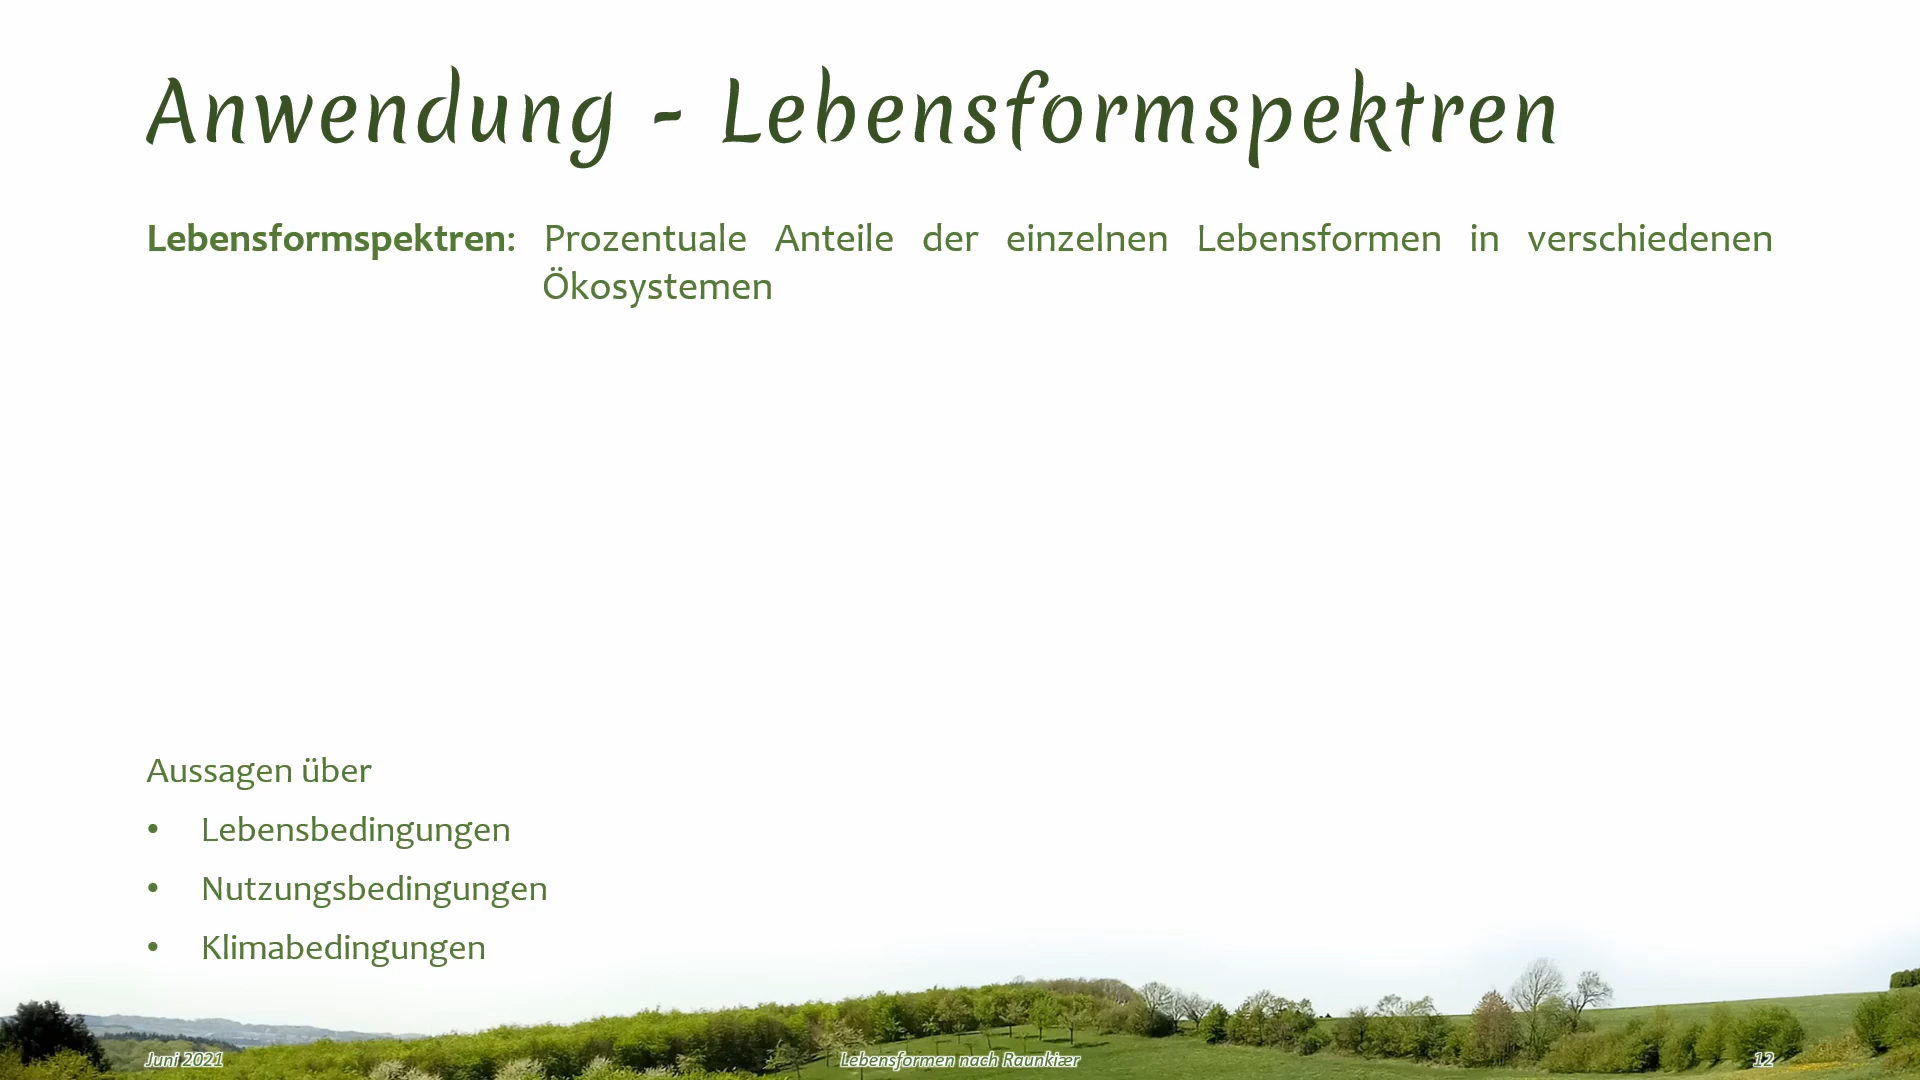 Anwendung - Lebensformspektren
Lebensformspektren: Prozentuale Anteile der einzelnen Lebensformen in verschiedenen
Ökosystemen
Aussagen über
• Lebensbedingungen
• Nutzungsbedingungen
• Klimabedingungen
Juni 2021 Lebensformen nach Raunkiær 12